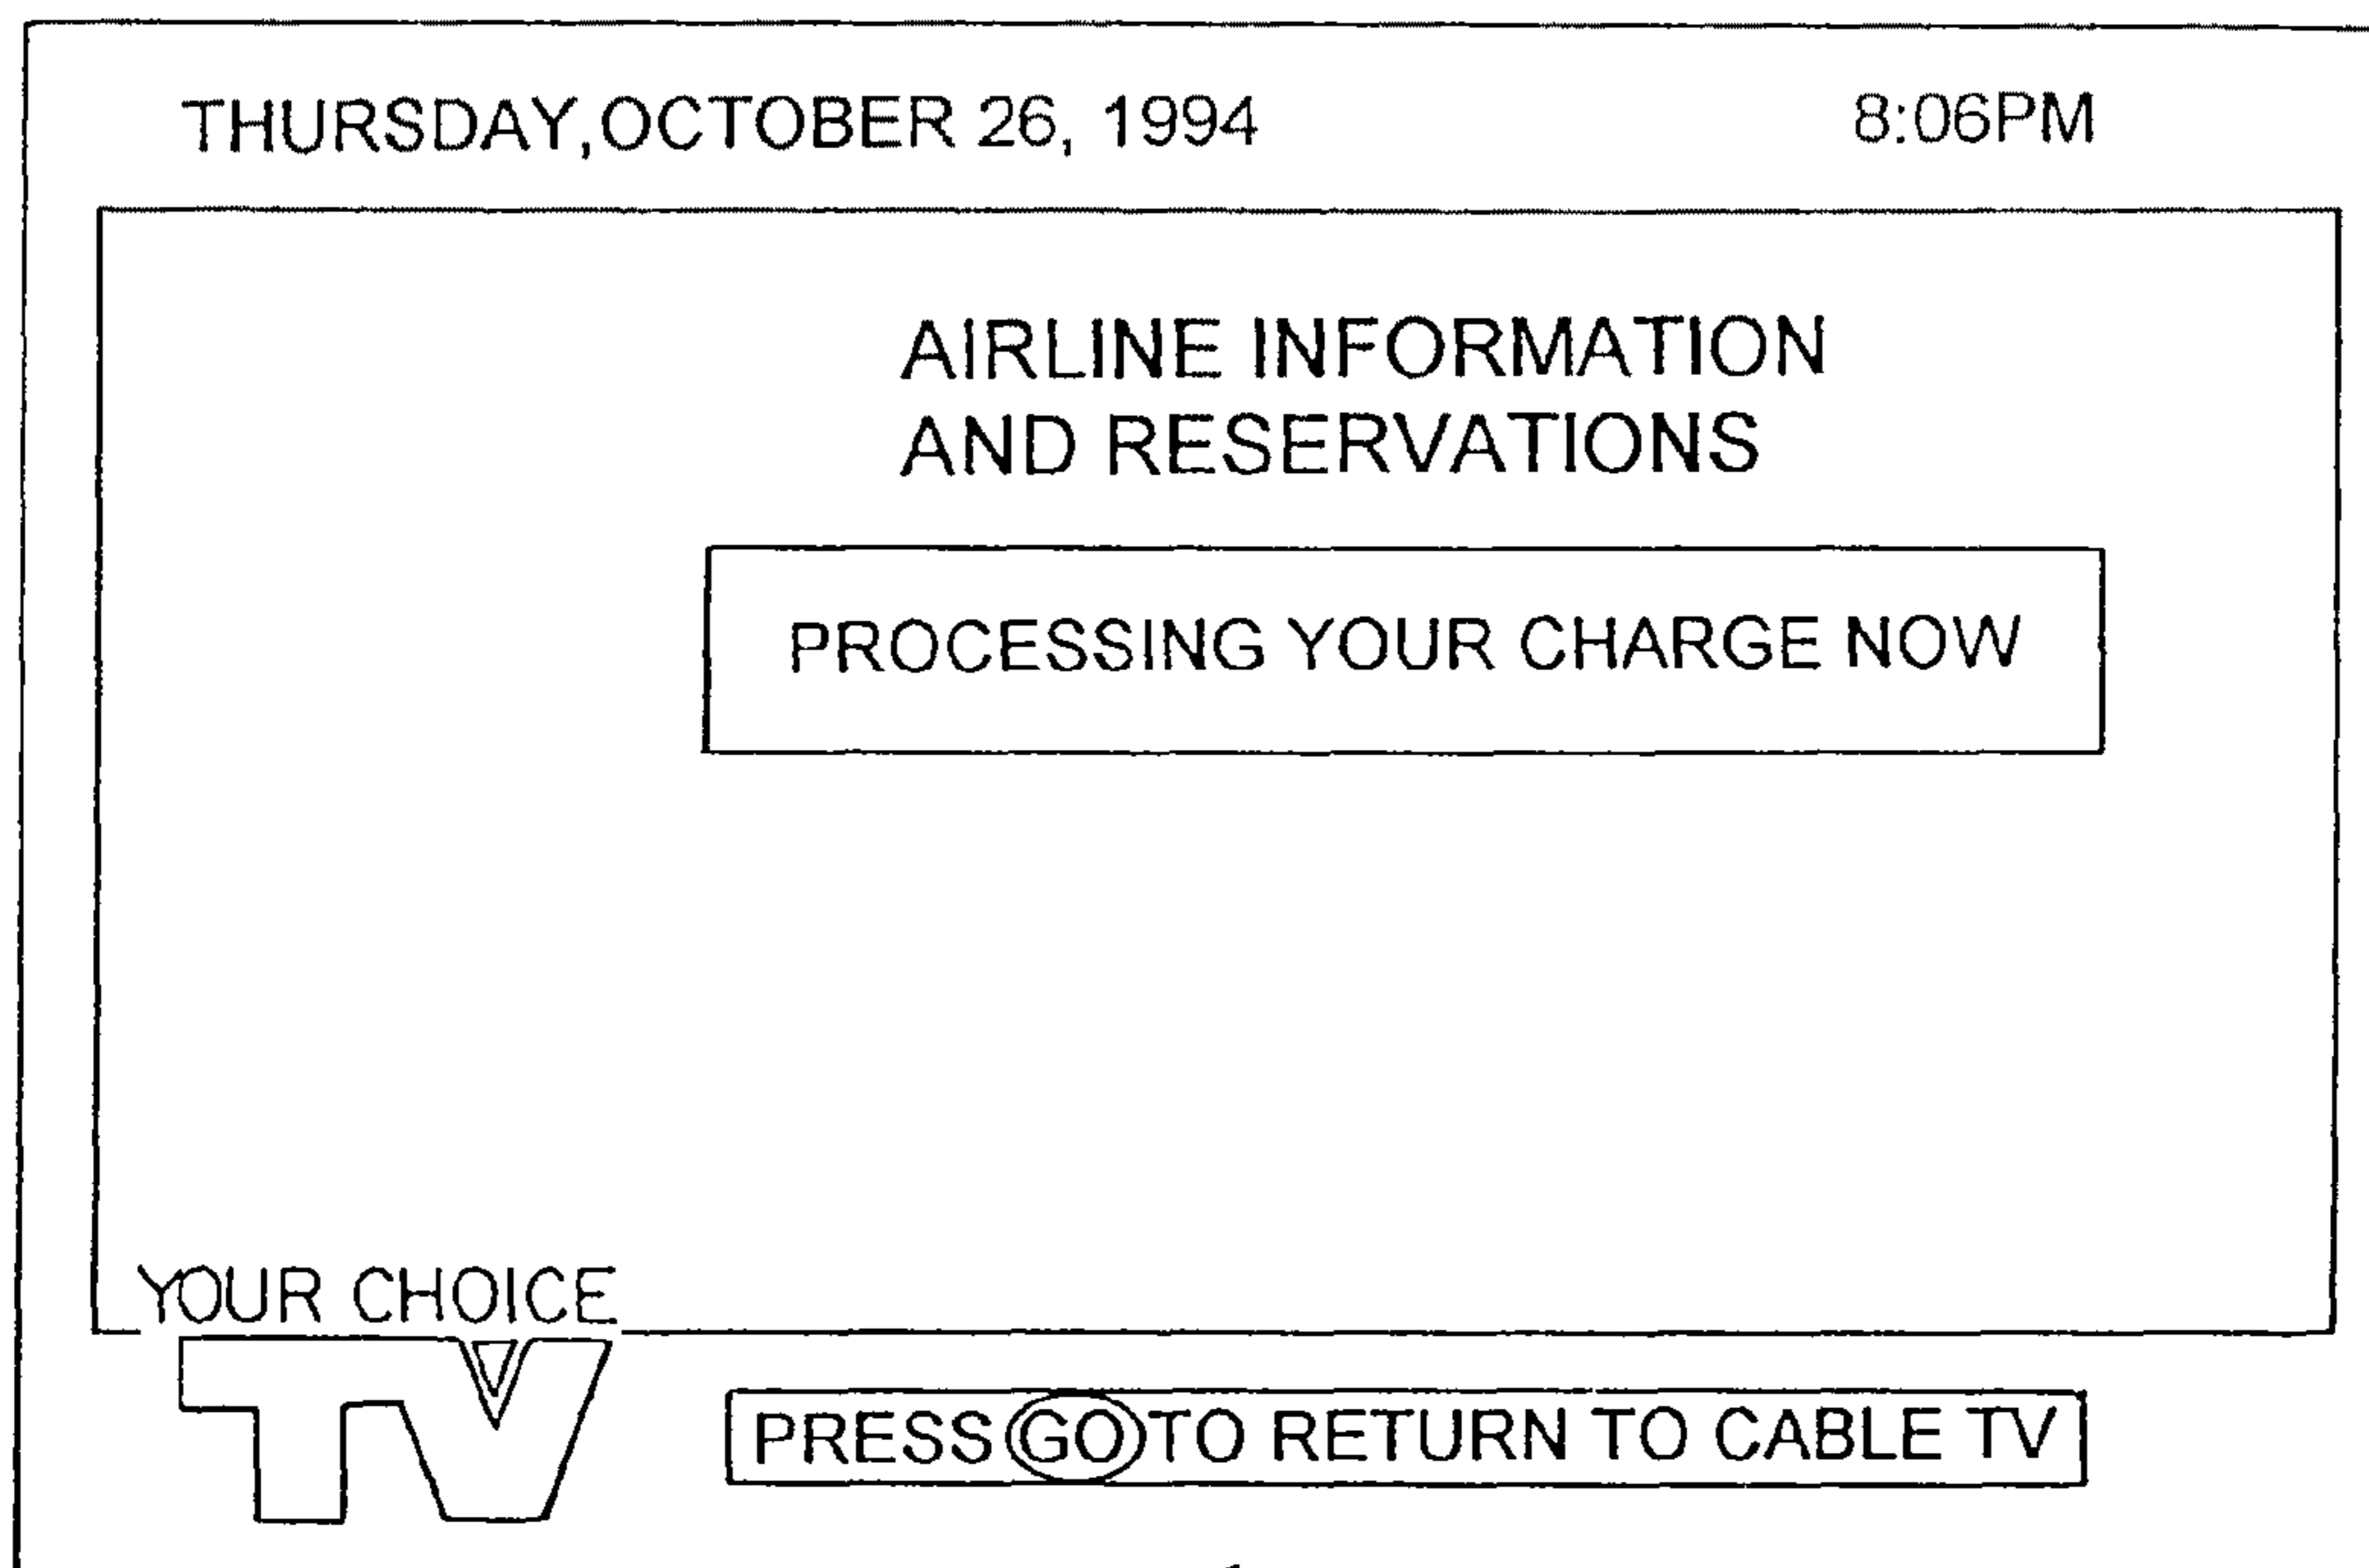 THURSDAY,OCTOBER 26, 1994 8:06PM
AIRLINE INFORMATION
AND RESERVATIONS
PROCESSING YOUR CHARGE NOW
YOUR CHOICE
TV
PRESS GO TO RETURN TO CABLE TV